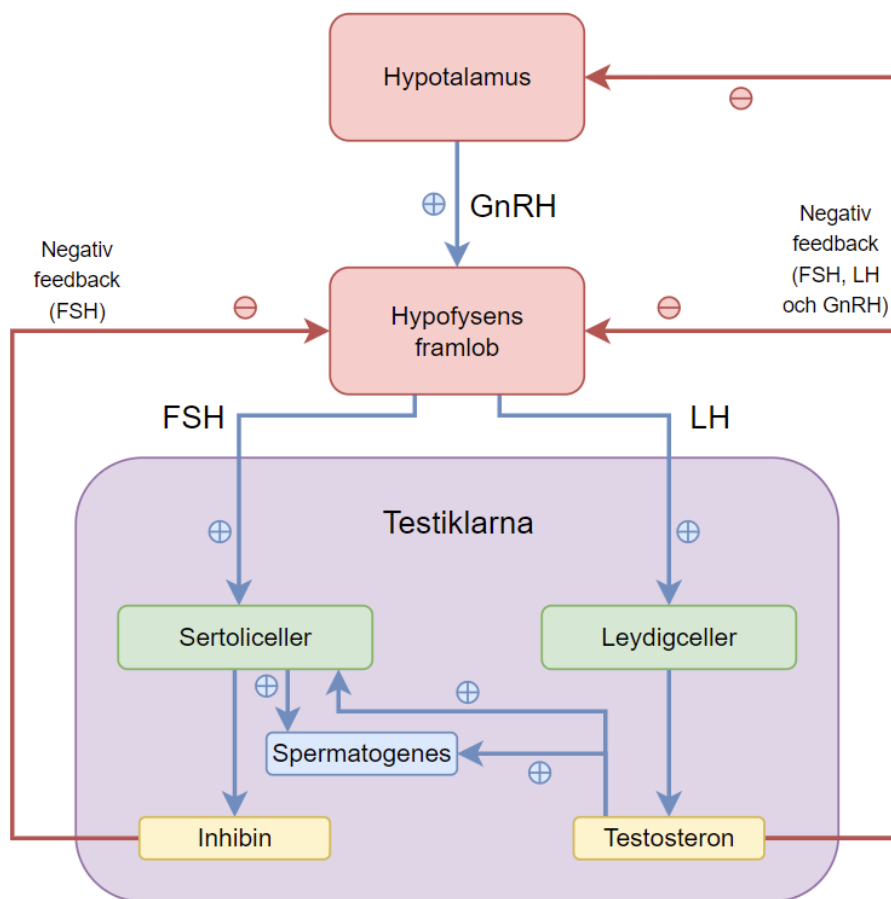 Hypotalamus
GnRH
Negativ
feedback
(FSH)
Negativ
feedback
(FSH, LH
och GnRH)
Hypofysens
framlob
FSH
LH
Testiklarna
Sertoliceller
Leydigceller
Spermatogenes
Inhibin
Testosteron